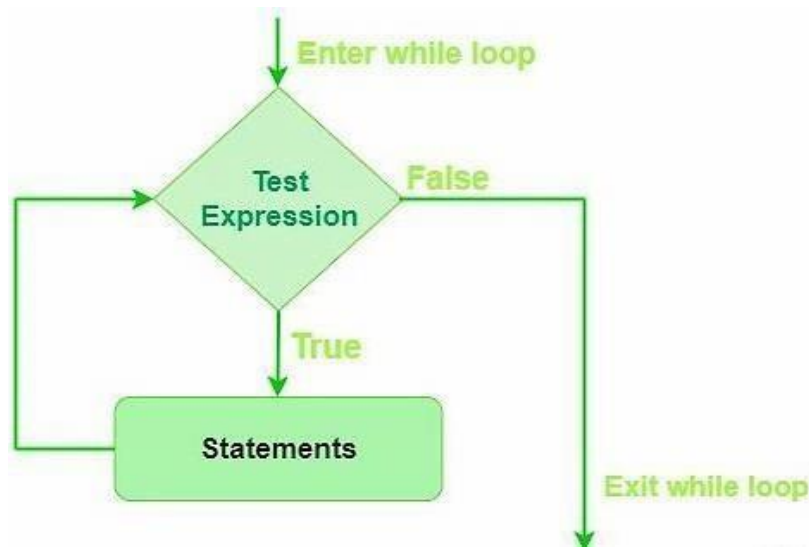 Enter while loop
Test
Expression
False
True
Statements
Exit while loop